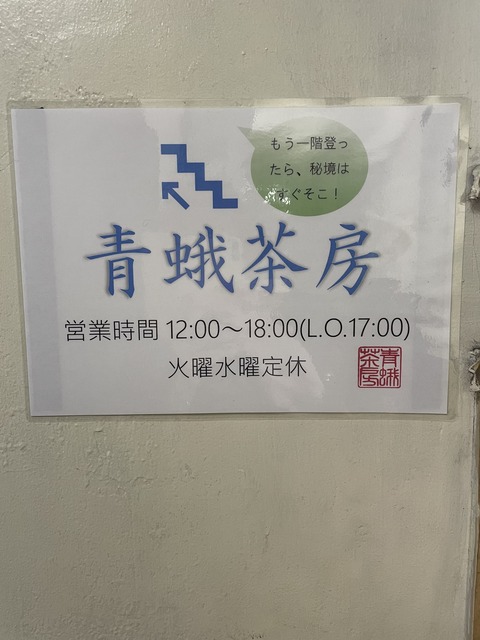 もう一階登っ
たら、秘境は
すぐそこ！
青蛾茶房
営業時間 12:00～18:00(L.O.17:00)
火曜水曜定休
青蛾
茶房